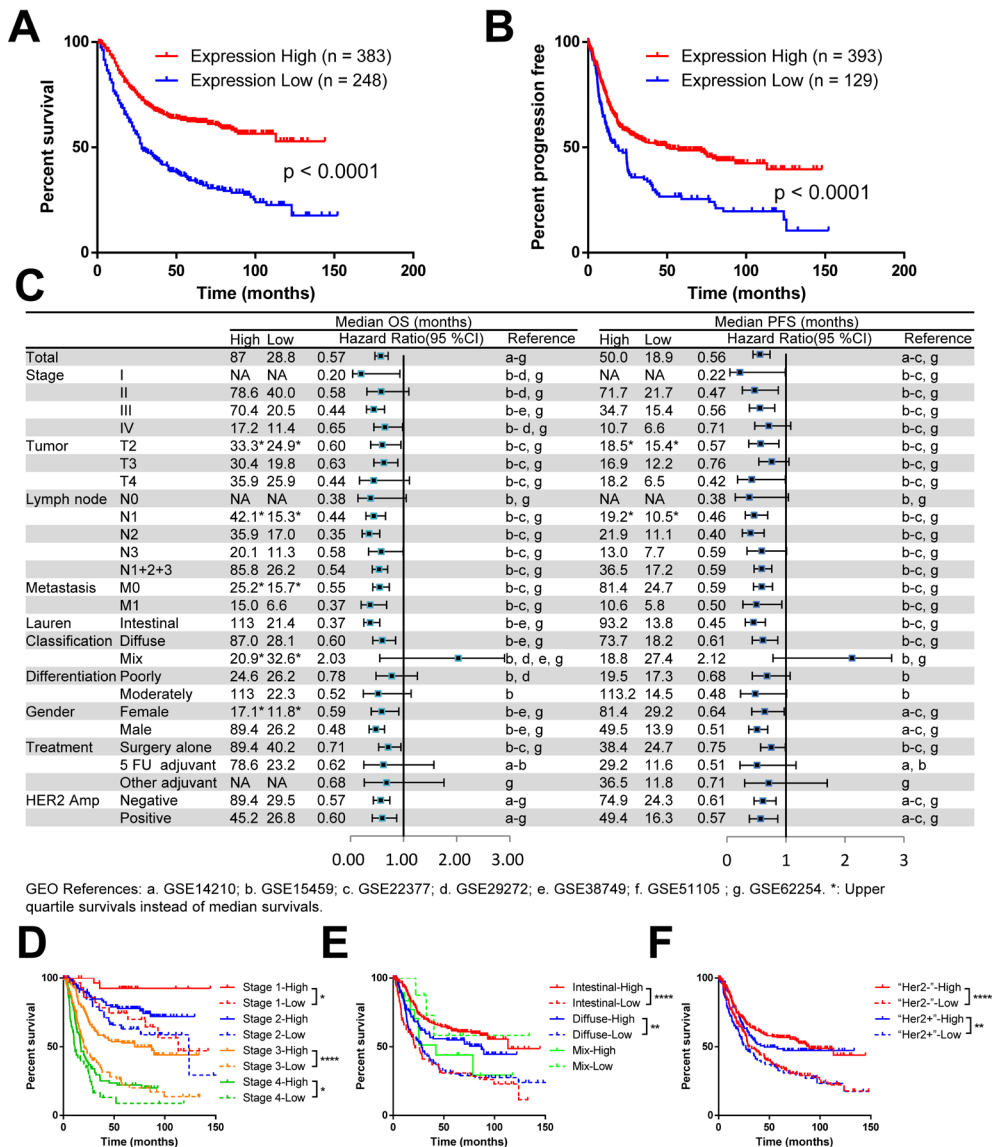 A
Percent survival
100
50
0
0 50 100 150 200
Time (months)
Expression High (n = 383)
Expression Low (n = 248)
p < 0.0001
B
Percent progression free
100
50
0
0 50 100 150 200
Time (months)
Expression High (n = 393)
Expression Low (n = 129)
p < 0.0001
C
Median OS (months) Median PFS (months)
High Low Hazard Ratio(95 %CI) Reference High Low Hazard Ratio(95 %CI) Reference
Total 87 28.8 0.57 a-g 50.0 18.9 0.56 a-c, g
Stage I NA NA 0.20 b-d, g NA NA 0.22 b-c, g
II 78.6 40.0 0.58 b-d, g 71.7 21.7 0.47 b-c, g
III 70.4 20.5 0.44 b-e, g 34.7 15.4 0.56 b-c, g
IV 17.2 11.4 0.65 b- d, g 10.7 6.6 0.71 b-c, g
Tumor T2 33.3* 24.9* 0.60 b-c, g 18.5* 15.4* 0.57 b-c, g
T3 30.4 19.8 0.63 b-c, g 16.9 12.2 0.76 b-c, g
T4 35.9 25.9 0.44 b-c, g 18.2 6.5 0.42 b-c, g
Lymph node N0 NA NA 0.38 b, g NA NA 0.38 b, g
N1 42.1* 15.3* 0.44 b-c, g 19.2* 10.5* 0.46 b-c, g
N2 35.9 17.0 0.35 b-c, g 21.9 11.1 0.40 b-c, g
N3 20.1 11.3 0.58 b-c, g 13.0 7.7 0.59 b-c, g
N1+2+3 85.8 26.2 0.54 b-c, g 36.5 17.2 0.59 b-c, g
Metastasis M0 25.2* 15.7* 0.55 b-c, g 81.4 24.7 0.59 b-c, g
M1 15.0 6.6 0.37 b-c, g 10.6 5.8 0.50 b-c, g
Lauren Intestinal 113 21.4 0.37 b-e, g 93.2 13.8 0.45 b-c, g
Classification Diffuse 87.0 28.1 0.60 b-e, g 73.7 18.2 0.61 b-c, g
Mix 20.9* 32.6* 2.03 b, d, e, g 18.8 27.4 2.12 b, g
Differentiation Poorly 24.6 26.2 0.78 b, d 19.5 17.3 0.68 b
Moderately 113 22.3 0.52 b 113.2 14.5 0.48 b
Gender Female 17.1* 11.8* 0.59 b-e, g 81.4 29.2 0.64 a-c, g
Male 89.4 26.2 0.48 b-e, g 49.5 13.9 0.51 a-c, g
Treatment Surgery alone 89.4 40.2 0.71 b-c, g 38.4 24.7 0.75 b-c, g
5 FU adjuvant 78.6 23.2 0.62 a-b 29.2 11.6 0.51 a, b
Other adjuvant NA NA 0.68 g 36.5 11.8 0.71 g
HER2 Amp Negative 89.4 29.5 0.57 a-g 74.9 24.3 0.61 a-c, g
Positive 45.2 26.8 0.60 a-g 49.4 16.3 0.57 a-c, g
0.00 1.00 2.00 3.00 0 1 2 3
GEO References: a. GSE14210; b. GSE15459; c. GSE22377; d. GSE29272; e. GSE38749; f. GSE51105 ; g. GSE62254. *: Upper
quartile survivals instead of median survivals.
D
Percent survival
100
50
0
0 50 100 150
Time (months)
Stage 1-High
Stage 1-Low
*
Stage 2-High
Stage 2-Low
Stage 3-High
Stage 3-Low
****
Stage 4-High
Stage 4-Low
*
E
Percent survival
100
50
0
0 50 100 150
Time (months)
Intestinal-High
Intestinal-Low
****
Diffuse-High
Diffuse-Low
**
Mix-High
Mix-Low
F
Percent survival
100
50
0
0 50 100 150
Time (months)
“Her2-”-High
“Her2-”-Low
****
“Her2+”-High
“Her2+”-Low
**